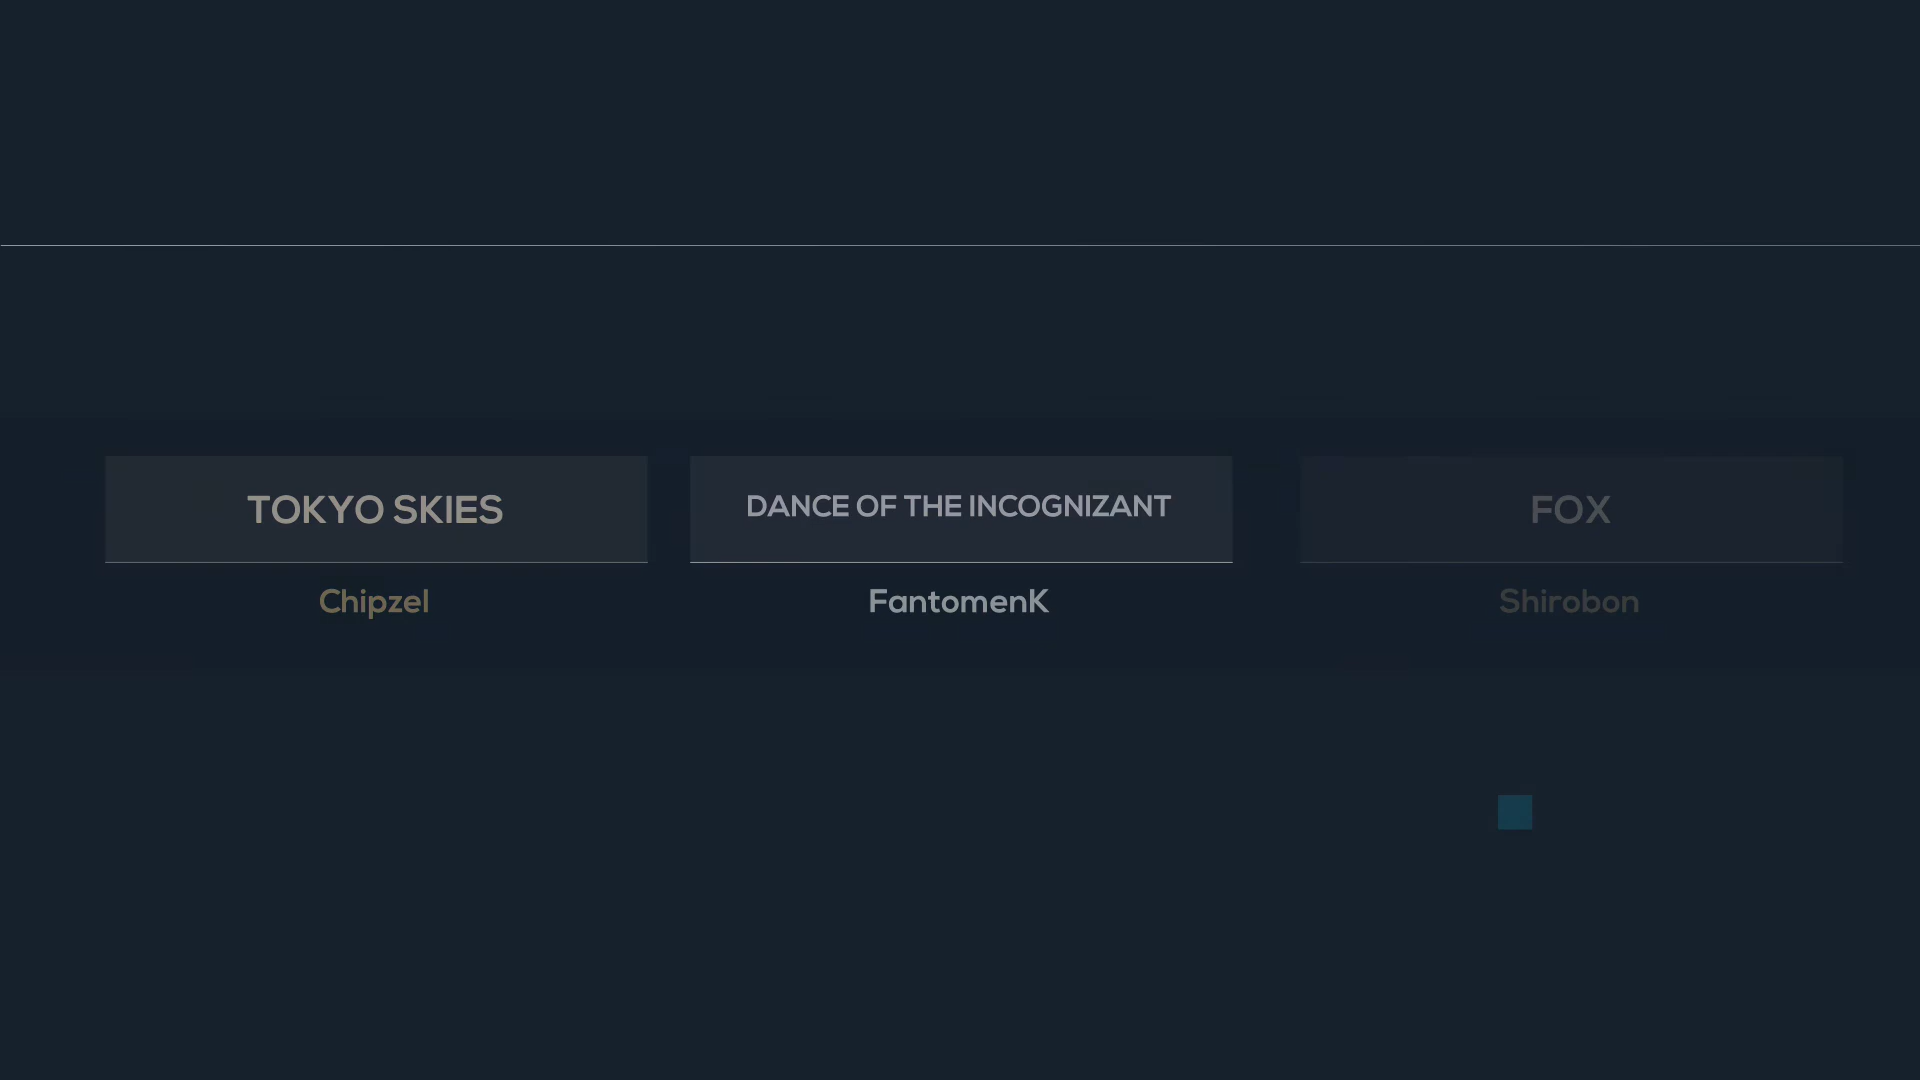 TOKYO SKIES
Chipzel
DANCE OF THE INCOGNIZANT
FantomenK
FOX
Shirobon